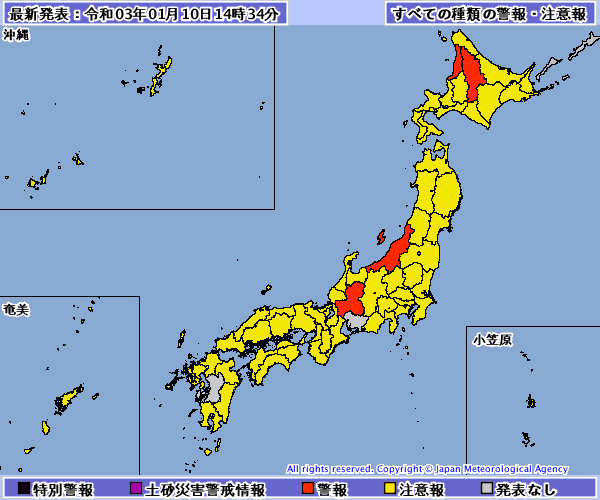 最新発表：令和03年01月10日14時34分
すべての種類の警報・注意報
沖縄
奄美
小笠原
All rights reserved. Copyright © Japan Meteorological Agency
特別警報 土砂災害警戒情報 警報 注意報 発表なし